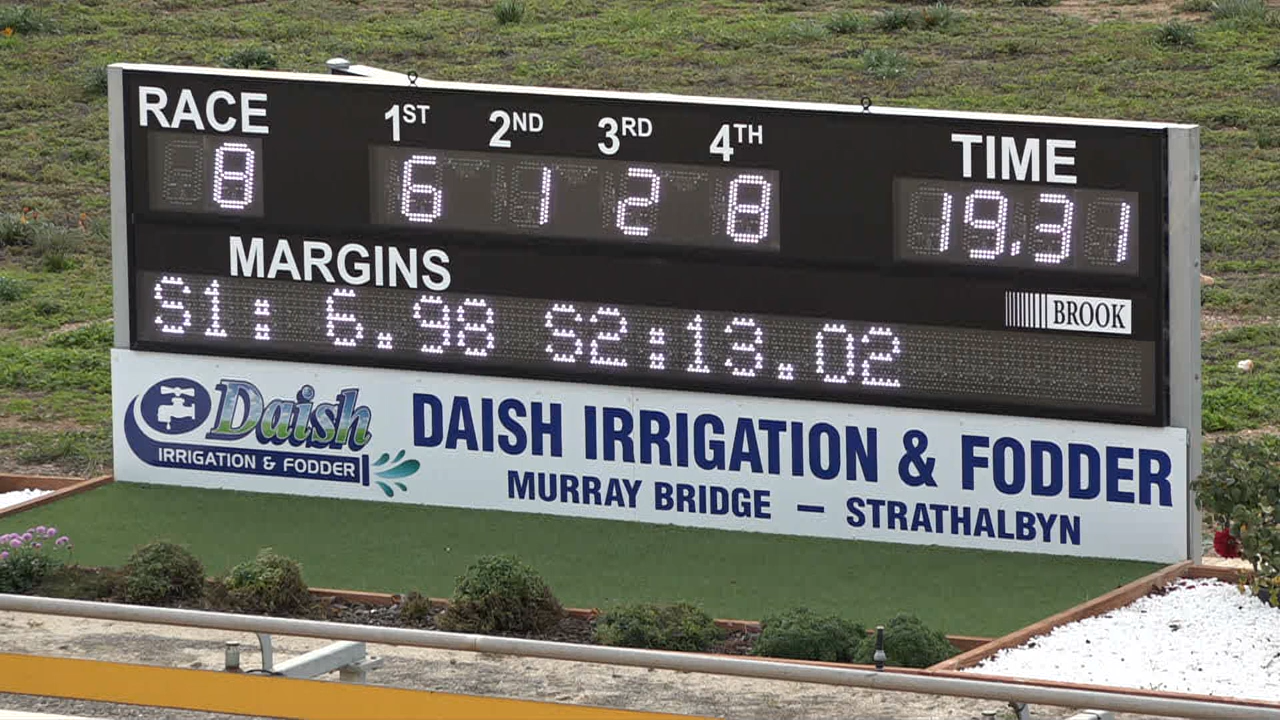 RACE 1ST 2ND 3RD 4TH TIME
8 6 1 2 8 19.31
MARGINS
S1: 6.98 S2:13.02
BROOK
Daish
IRRIGATION & FODDER
DAISH IRRIGATION & FODDER
MURRAY BRIDGE – STRATHALBYN